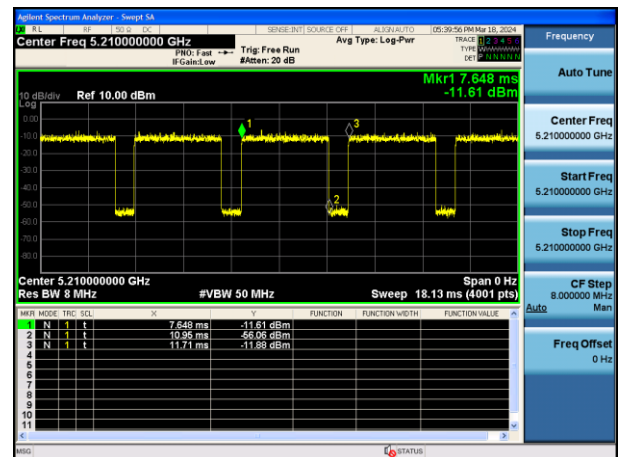 Agilent Spectrum Analyzer - Swept SA
RL RF 50 Ω DC SENSE:INT SOURCE OFF ALIGNAUTO 05:39:56 PM Mar 18, 2024
Center Freq 5.210000000 GHz Avg Type: Log-Pwr TRACE 1 2 3 4 5 6
PNO: Fast Trig: Free Run TYPE
IFGain:Low #Atten: 20 dB DET P N N N N N
Mkr1 7.648 ms
10 dB/div Ref 10.00 dBm -11.61 dBm
Log
0.00
-10.0
-20.0
-30.0
-40.0
-50.0
-60.0
-70.0
-80.0
1
3
2
Center 5.210000000 GHz Span 0 Hz
Res BW 8 MHz #VBW 50 MHz Sweep 18.13 ms (4001 pts)
MKR MODE TRC SCL X Y FUNCTION FUNCTION WIDTH FUNCTION VALUE
1 N 1 t 7.648 ms -11.61 dBm
2 N 1 t 10.95 ms -56.06 dBm
3 N 1 t 11.71 ms -11.88 dBm
4
5
6
7
8
9
10
11
MSG STATUS
Frequency
Auto Tune
Center Freq
5.210000000 GHz
Start Freq
5.210000000 GHz
Stop Freq
5.210000000 GHz
CF Step
8.000000 MHz
Auto Man
Freq Offset
0 Hz